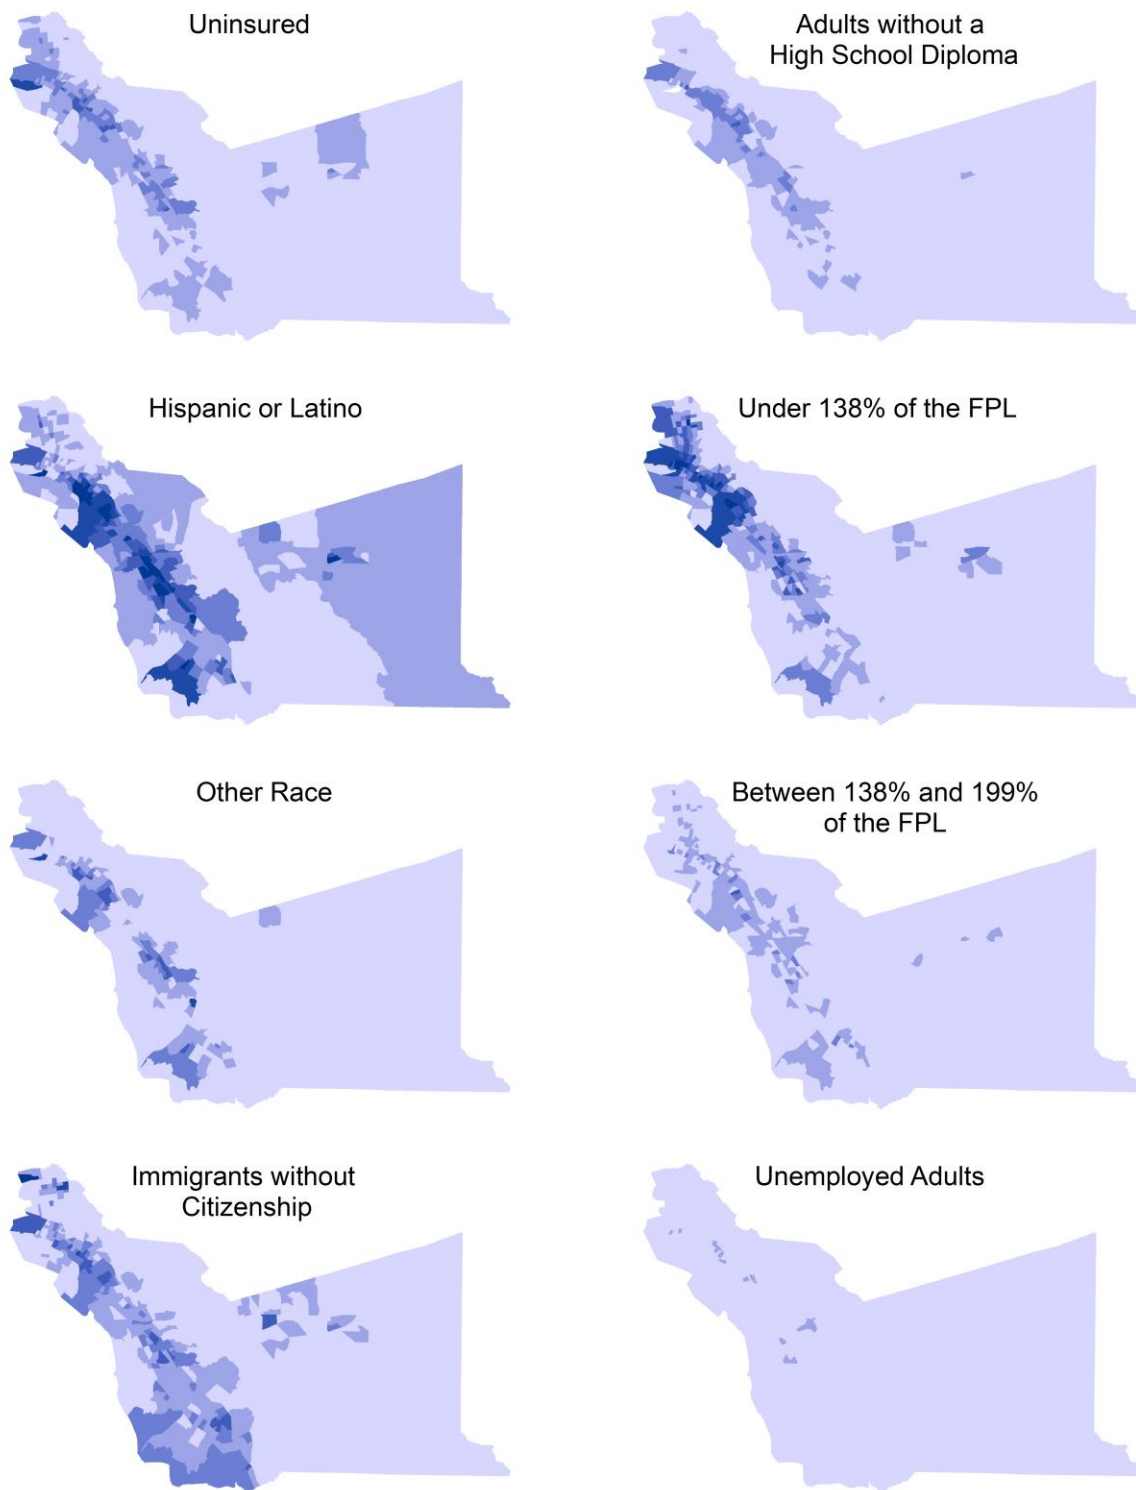 Uninsured
Adults without a
High School Diploma
Hispanic or Latino
Under 138% of the FPL
Other Race
Between 138% and 199%
of the FPL
Immigrants without
Citizenship
Unemployed Adults